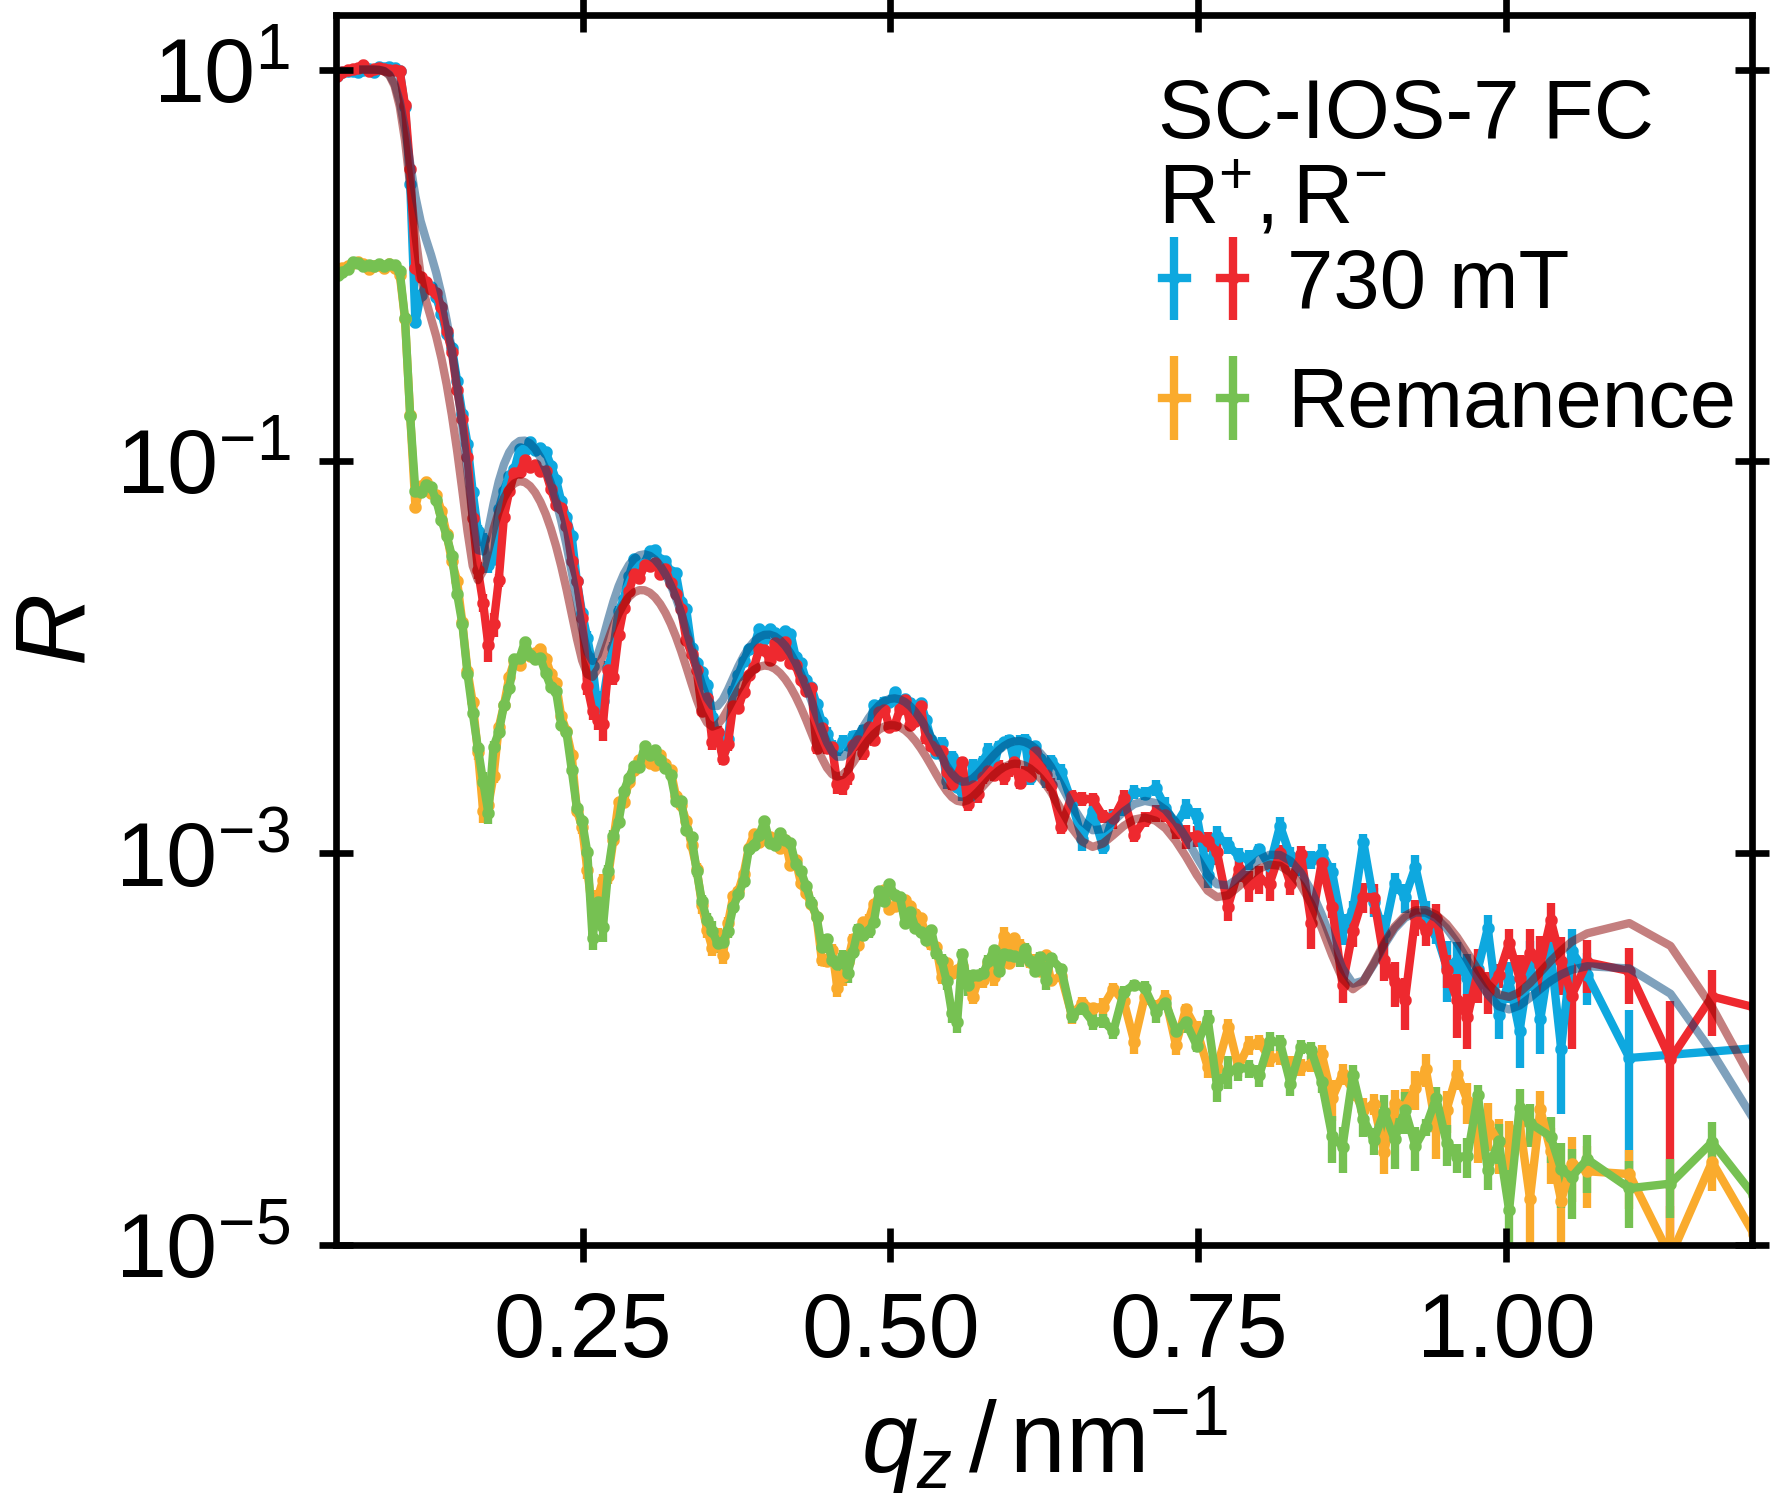 10¹
SC-IOS-7 FC
R⁺, R⁻
730 mT
Remanence
10⁻¹
R
10⁻³
10⁻⁵
0.25 0.50 0.75 1.00
q_z / nm⁻¹